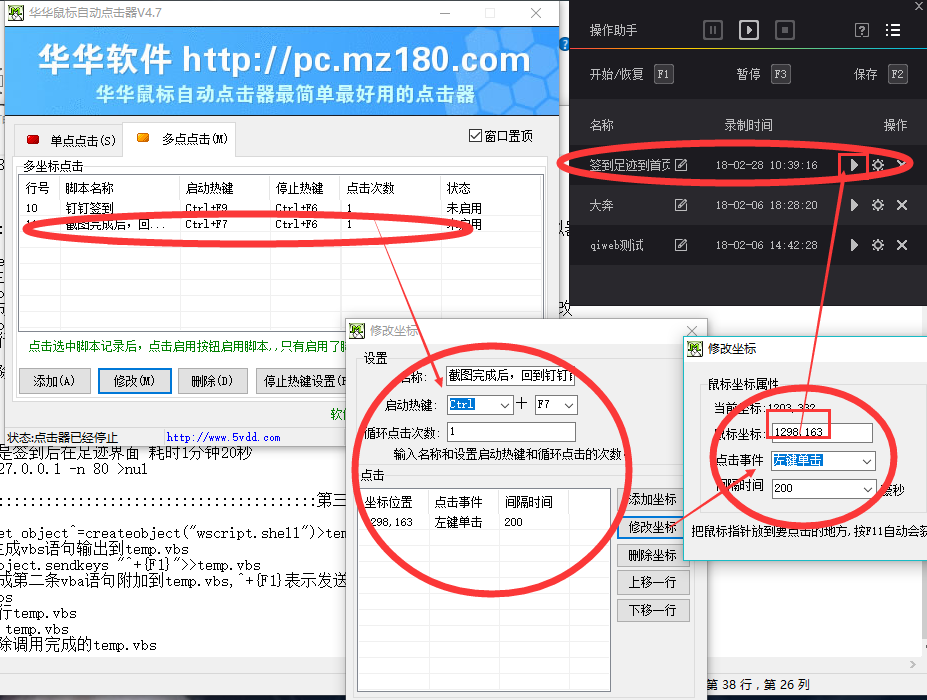 华华鼠标自动点击器V4.7
华华软件 http://pc.mz180.com
华华鼠标自动点击器最简单最好用的点击器
单点点击(S)
多点点击(M)
窗口置顶
多坐标点击
行号 脚本名称 启动热键 停止热键 点击次数 状态
10 钉钉签到 Ctrl+F9 Ctrl+F6 1 未启用
截图完成后，回... Ctrl+F7 Ctrl+F6 1 未启用
点击选中脚本记录后，点击启用按钮启用脚本,,只有启用了
添加(A) 修改(M) 删除(D) 停止热键设置(
状态:点击器已经停止 http://www.5vdd.com
操作助手
开始/恢复 F1 暂停 F3 保存 F2
名称 录制时间 操作
签到足迹到首页 18-02-28 10:39:16
大奔 18-02-06 18:28:20
qiweb测试 18-02-06 14:42:28
修改坐标
设置
名称: 截图完成后，回到钉钉
启动热键: Ctrl + F7
循环点击次数: 1
输入名称和设置启动热键和循环点击的次数
点击
坐标位置 点击事件 间隔时间
298,163 左键单击 200
添加坐标
修改坐标
删除坐标
上移一行
下移一行
修改坐标
鼠标坐标属性
当前坐标:1203,332
鼠标坐标: 1298,163
点击事件 左键单击
间隔时间 200 毫秒
把鼠标指针放到要点击的地方,按F11自动会获
是签到后在足迹界面 耗时1分钟20秒
27.0.0.1 -n 80 >nul
::::::::::::::::::::::::::::::::::::第三
et object^=createobject("wscript.shell")>tem
成vbs语句输出到temp.vbs
object.sendkeys "^+{F1}">>temp.vbs
成第二条vba语句附加到temp.vbs,^+{F1}表示发送
行temp.vbs
temp.vbs
除调用完成的temp.vbs
第 38 行，第 26 列